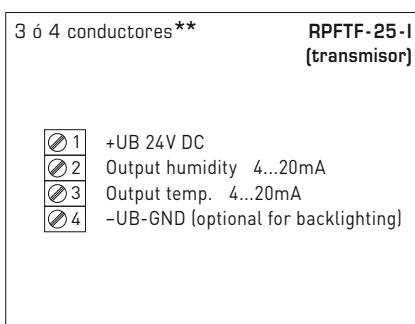 3 ó 4 conductores** RPFTF-25-I
(transmisor)
1 +UB 24V DC
2 Output humidity 4...20mA
3 Output temp. 4...20mA
4 –UB-GND (optional for backlighting)